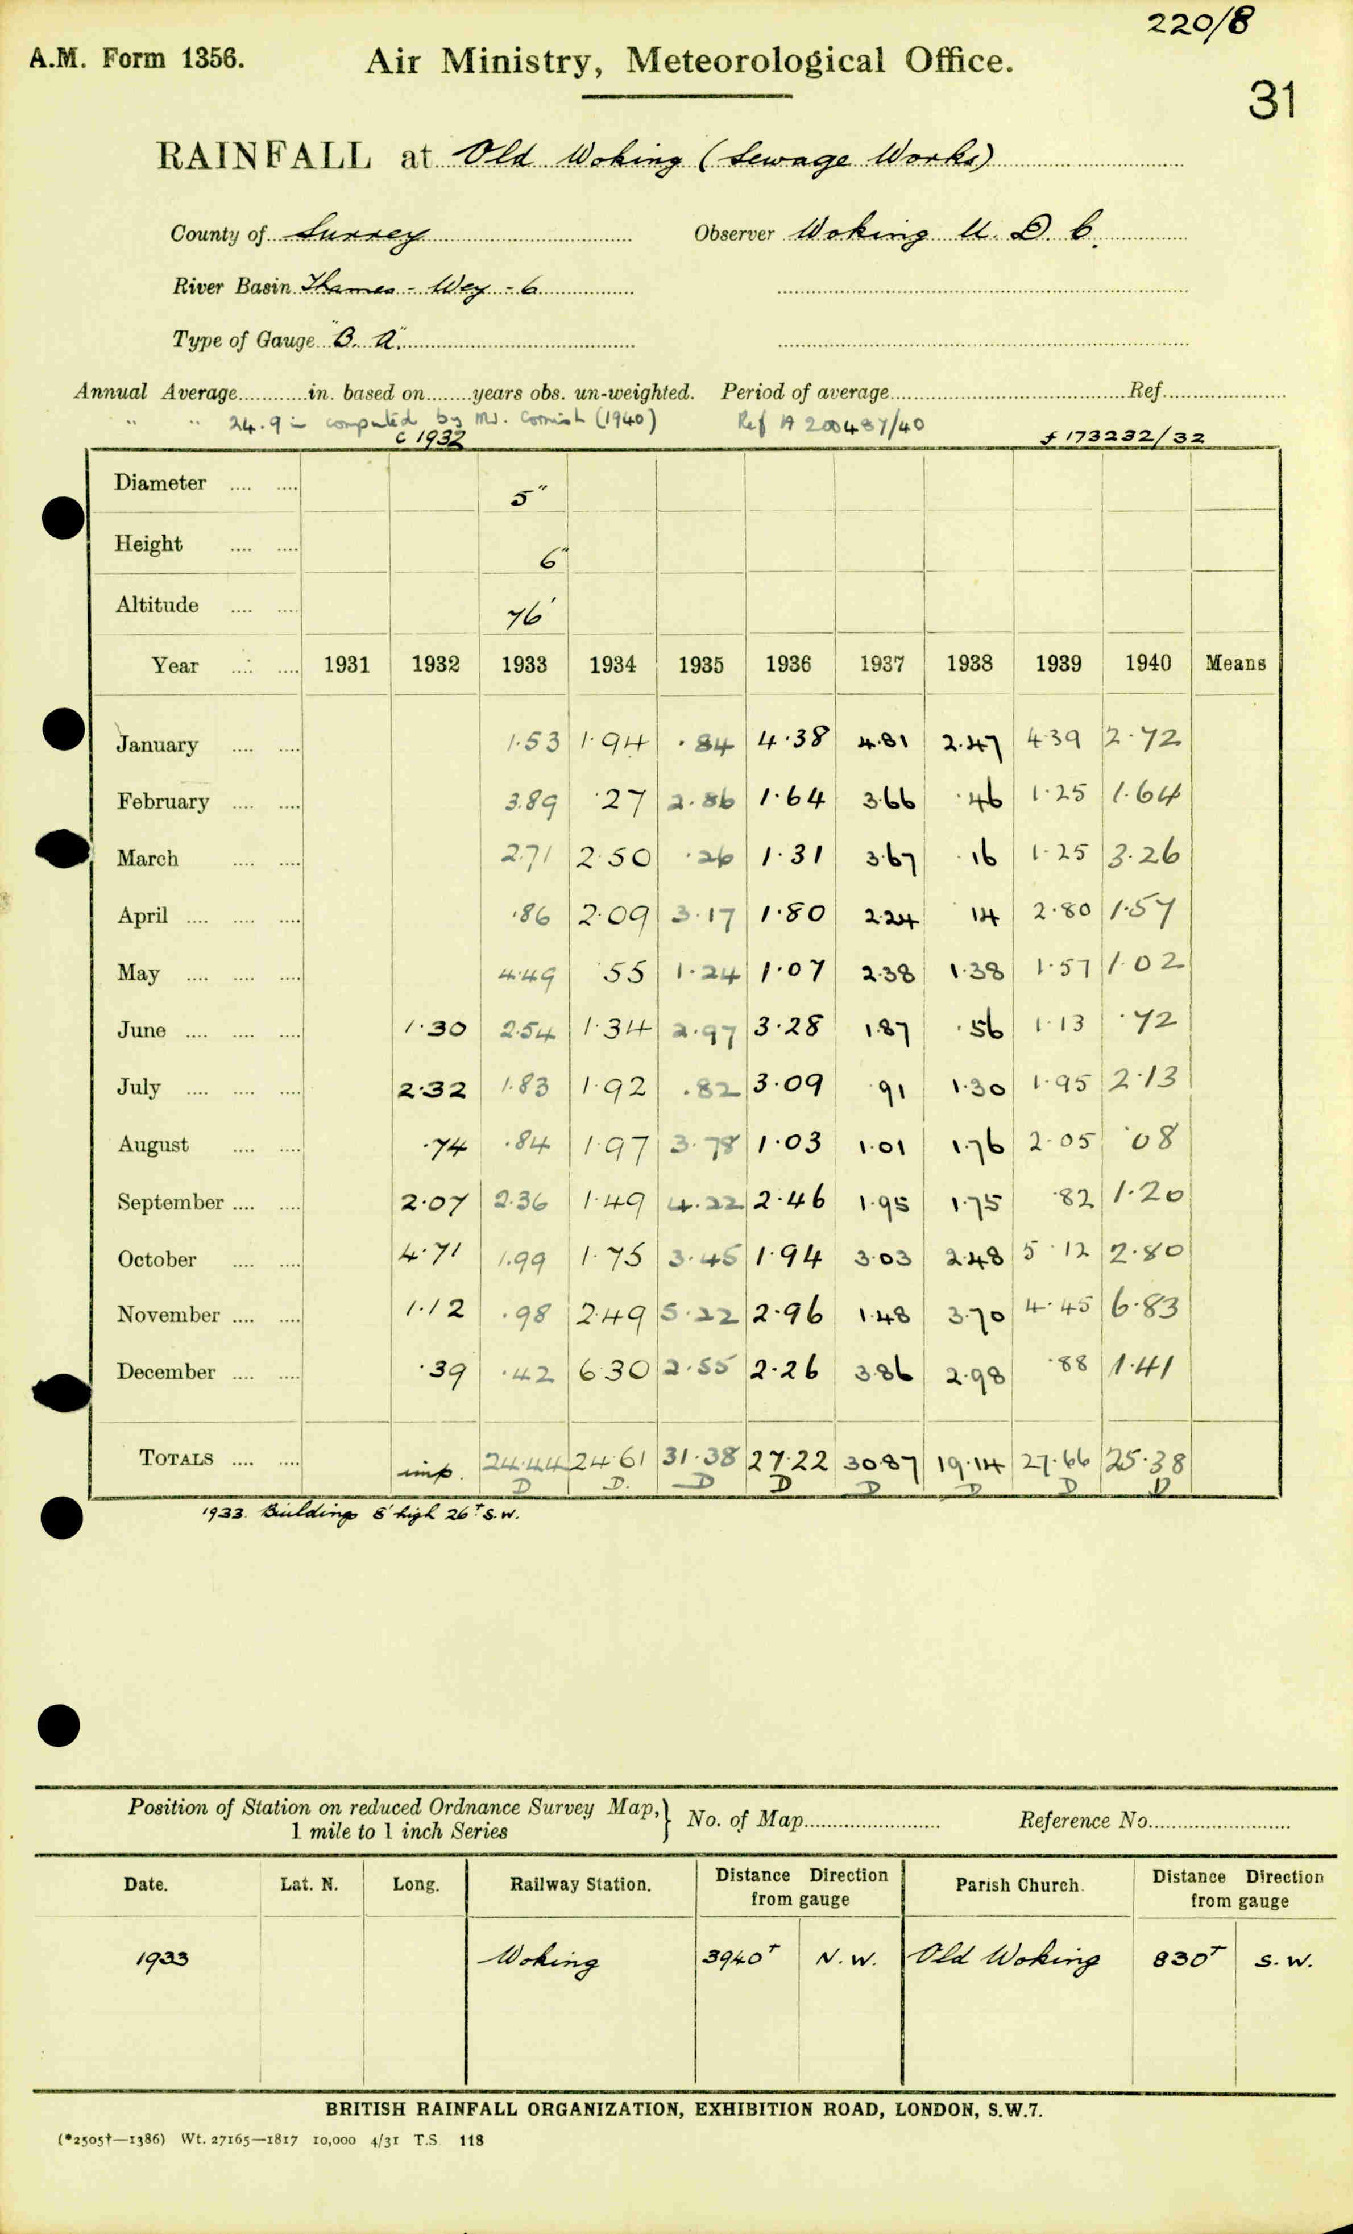 220/8
A.M. Form 1356. Air Ministry, Meteorological Office.
31
RAINFALL at Old Woking (Sewage Works)
County of Surrey Observer Woking U. D. C.
River Basin Thames - Wey - 6
Type of Gauge "B. A."
Annual Average............in. based on........years obs. un-weighted. Period of average............ Ref............
" " 24.9 in computed by Mr. Cornish (1940) Ref A 200487/40
c 1932 f 173232/32
Diameter .... .... 5"
Height .... .... 6"
Altitude .... .... 76'
Year .... .... 1931 1932 1933 1934 1935 1936 1937 1938 1939 1940 Means
January .... .... 1.53 1.94 .84 4.38 4.81 2.47 4.39 2.72
February .... .... 3.89 .27 2.86 1.64 3.66 .46 1.25 1.64
March .... .... 2.71 2.50 .26 1.31 3.67 .16 1.25 3.26
April .... .... .... .86 2.09 3.17 1.80 2.24 14 2.80 1.57
May .... .... .... 4.49 55 1.24 1.07 2.38 1.38 1.57 1.02
June .... .... .... 1.30 2.54 1.34 2.97 3.28 1.87 .56 1.13 .72
July .... .... .... 2.32 1.83 1.92 .82 3.09 .91 1.30 1.95 2.13
August .... .... .74 .84 1.97 3.78 1.03 1.01 1.76 2.05 .08
September .... .... 2.07 2.36 1.49 4.22 2.46 1.95 1.75 .82 1.20
October .... .... 4.71 1.99 1.75 3.45 1.94 3.03 2.48 5.12 2.80
November .... .... 1.12 .98 2.49 5.22 2.96 1.48 3.70 4.45 6.83
December .... .... .39 .42 6.30 2.55 2.26 3.86 2.98 .88 1.41
TOTALS .... .... imp. 24.44 24.61 31.38 27.22 30.87 19.14 27.66 25.38
D D. D D D D D D
1933. Buildings 8' high 26ᵗ S.W.
Position of Station on reduced Ordnance Survey Map,} No. of Map............ Reference No............
1 mile to 1 inch Series
Date. Lat. N. Long. Railway Station. Distance Direction from gauge Parish Church. Distance Direction from gauge
1933 Woking 3940ᵗ N. W. Old Woking 830ᵗ S. W.
BRITISH RAINFALL ORGANIZATION, EXHIBITION ROAD, LONDON, S.W.7.
(*2505†—1386) Wt. 27165—1817 10,000 4/31 T.S. 118